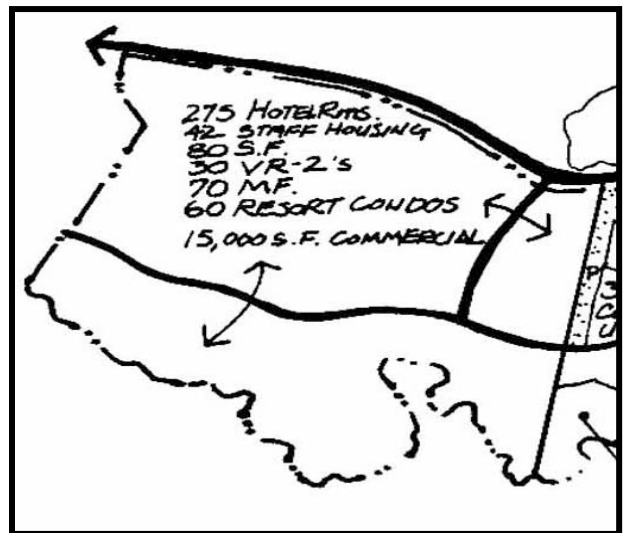 275 HOTEL RMS.
42 STAFF HOUSING
80 S.F.
30 VR-2's
70 MF.
60 RESORT CONDOS
15,000 S.F. COMMERCIAL
P